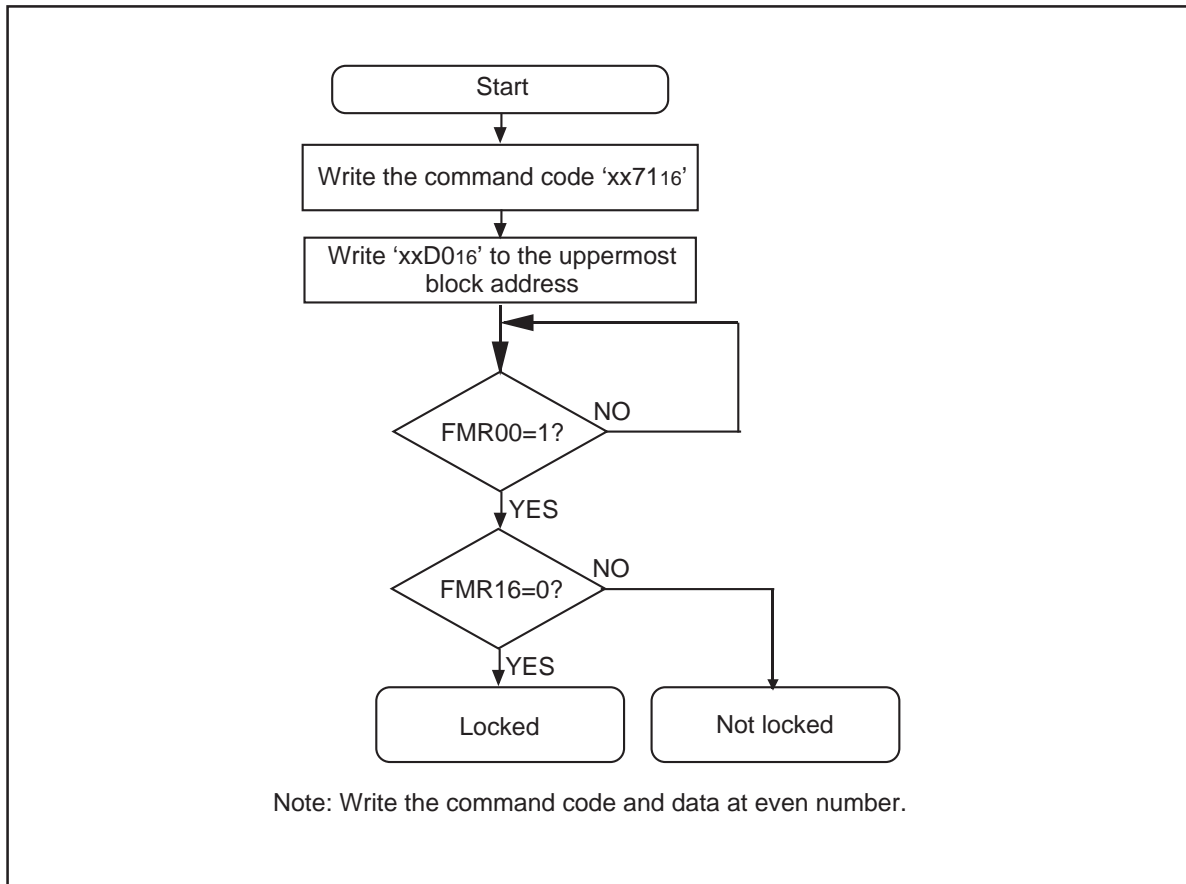 Start
Write the command code ‘xx7116’
Write ‘xxD016’ to the uppermost
block address
NO
FMR00=1?
YES
NO
FMR16=0?
YES
Locked
Not locked
Note: Write the command code and data at even number.